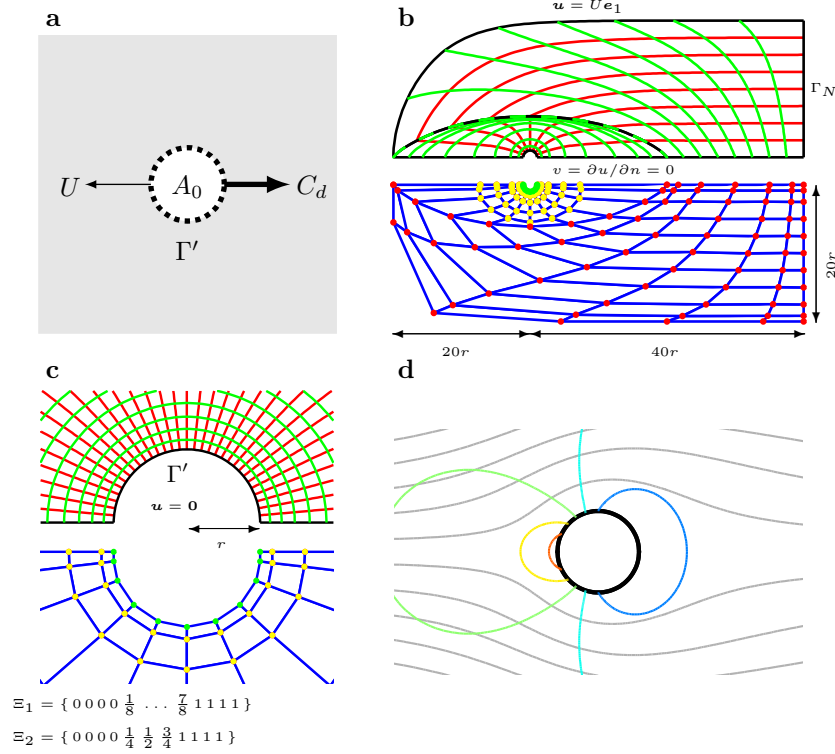 a
U
A₀
C_d
Γ′
b
u = Ue₁
Γ_N
v = ∂u/∂n = 0
20r
20r
40r
c
Γ′
u = 0
r
Ξ₁ = { 0 0 0 0 1/8 … 7/8 1 1 1 1 }
Ξ₂ = { 0 0 0 0 1/4 1/2 3/4 1 1 1 1 }
d